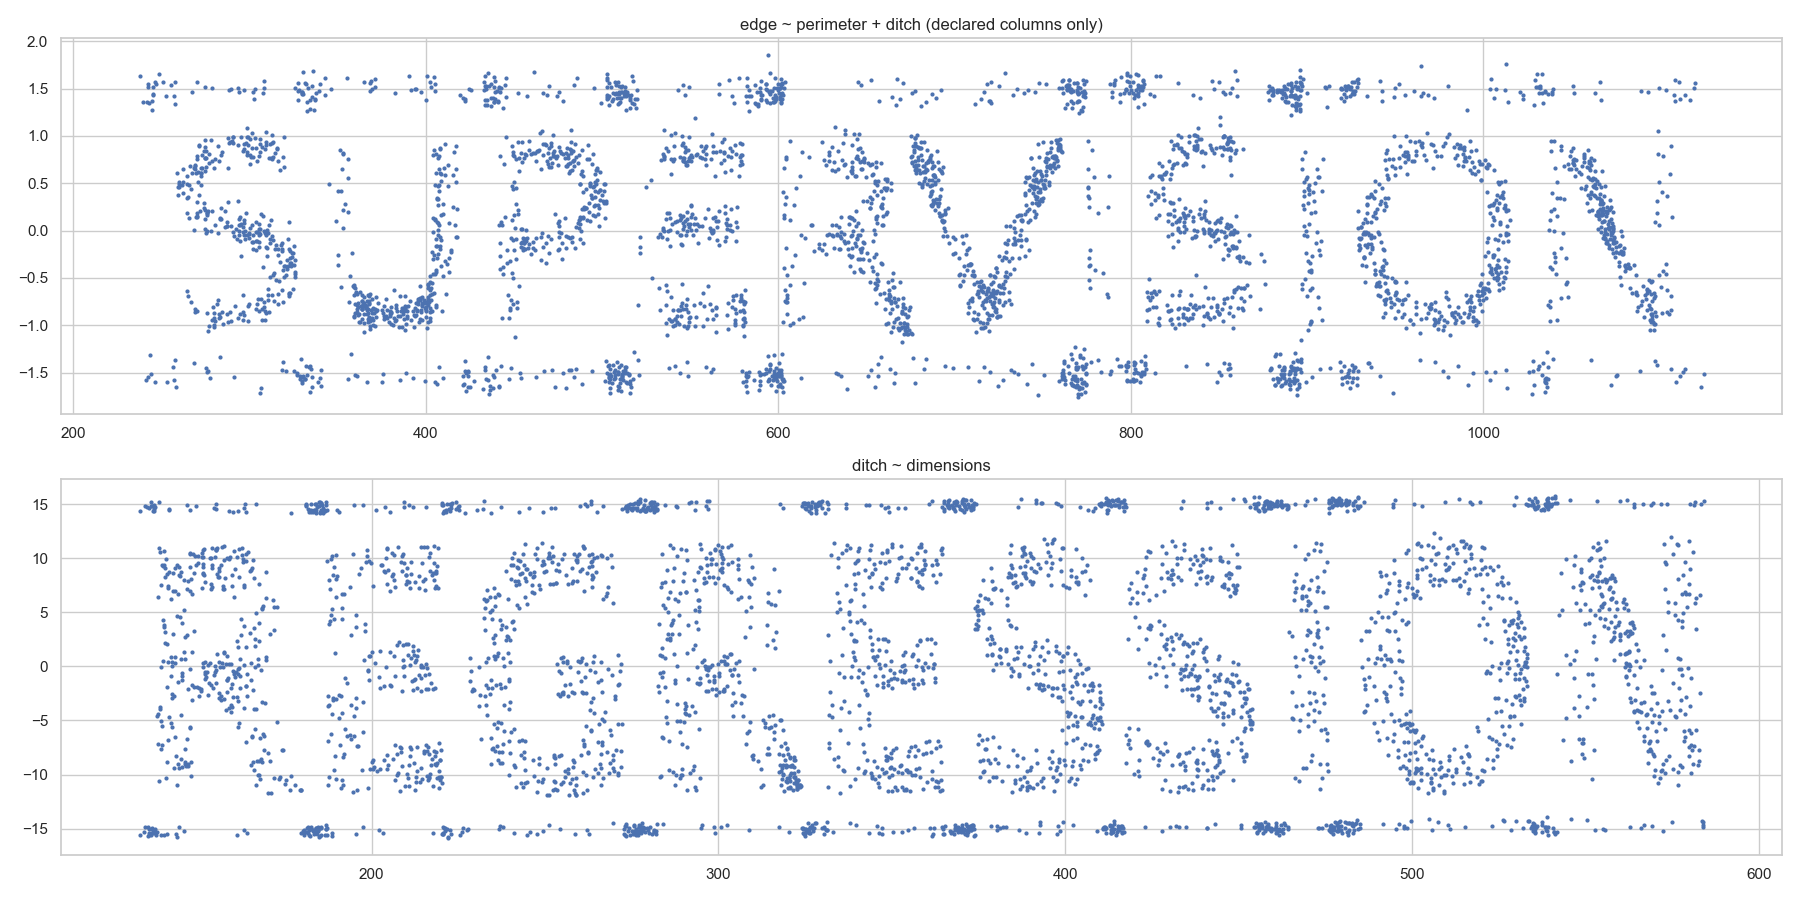 edge ~ perimeter + ditch (declared columns only)
2.0
1.5
1.0
0.5
0.0
−0.5
−1.0
−1.5
SUPERVISION
200 400 600 800 1000
ditch ~ dimensions
15
10
5
0
−5
−10
−15
REGRESSION
200 300 400 500 600